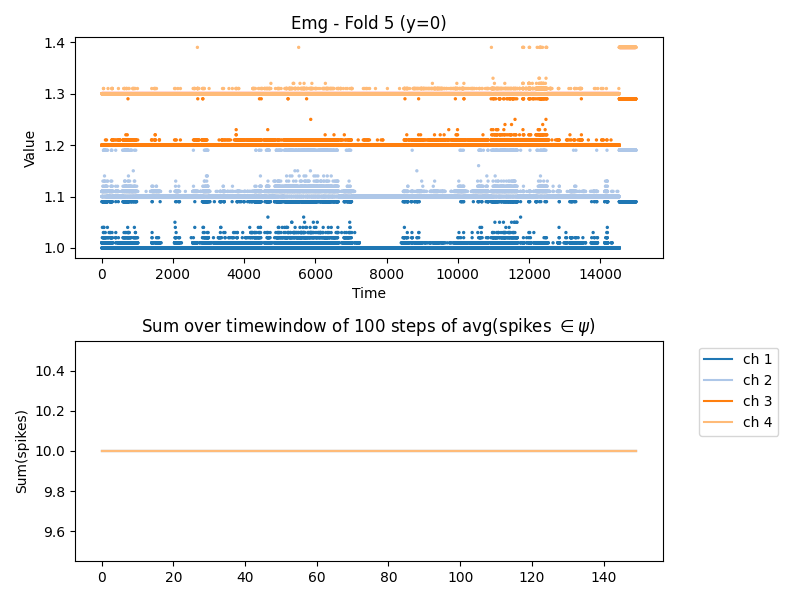 Emg - Fold 5 (y=0)
1.4
1.3
1.2
1.1
1.0
Value
0 2000 4000 6000 8000 10000 12000 14000
Time
Sum over timewindow of 100 steps of avg(spikes ∈ψ)
10.4
10.2
10.0
9.8
9.6
Sum(spikes)
0 20 40 60 80 100 120 140
ch 1
ch 2
ch 3
ch 4